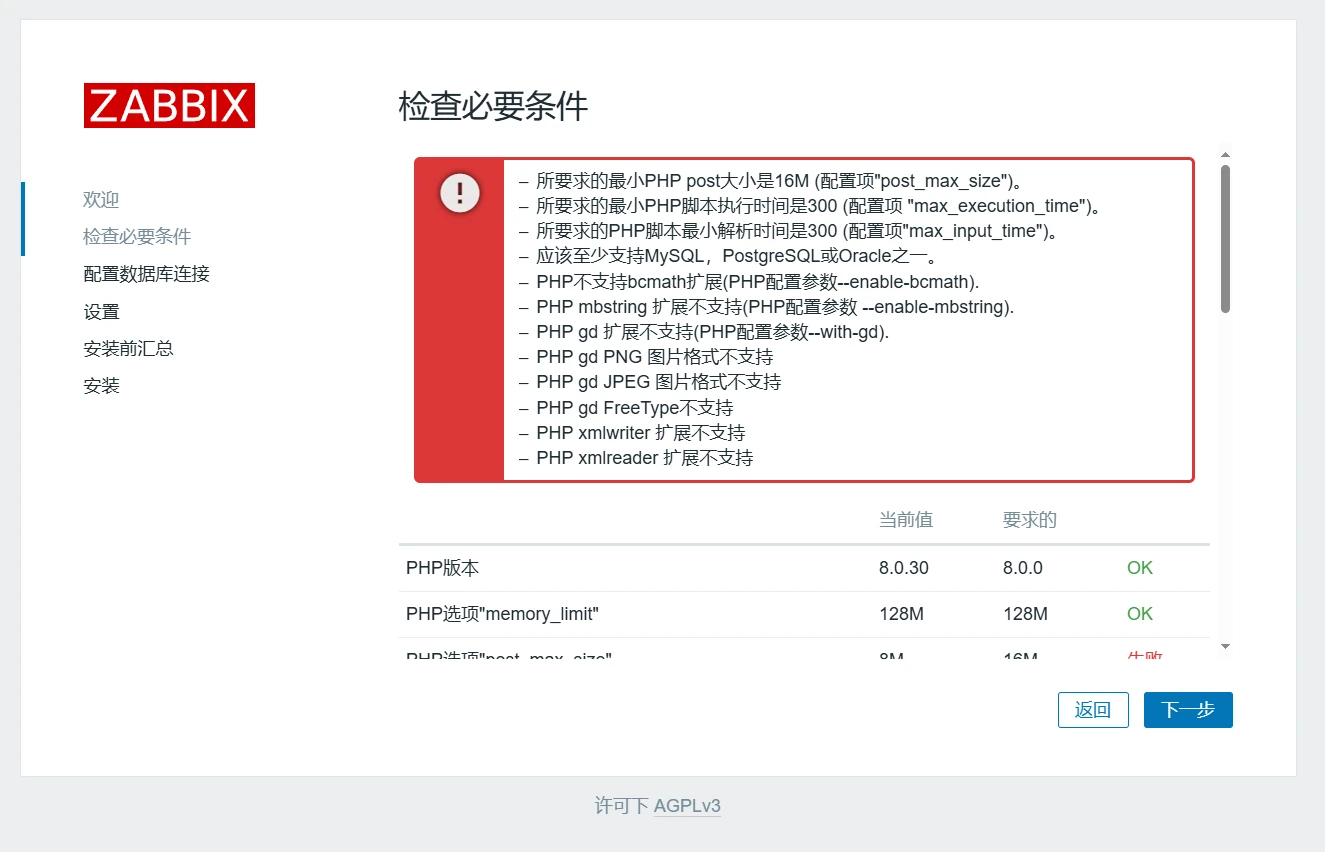 ZABBIX
检查必要条件
欢迎
检查必要条件
配置数据库连接
设置
安装前汇总
安装
– 所要求的最小PHP post大小是16M (配置项"post_max_size")。
– 所要求的最小PHP脚本执行时间是300 (配置项 "max_execution_time")。
– 所要求的PHP脚本最小解析时间是300 (配置项"max_input_time")。
– 应该至少支持MySQL，PostgreSQL或Oracle之一。
– PHP不支持bcmath扩展(PHP配置参数--enable-bcmath).
– PHP mbstring 扩展不支持(PHP配置参数 --enable-mbstring).
– PHP gd 扩展不支持(PHP配置参数--with-gd).
– PHP gd PNG 图片格式不支持
– PHP gd JPEG 图片格式不支持
– PHP gd FreeType不支持
– PHP xmlwriter 扩展不支持
– PHP xmlreader 扩展不支持
当前值 要求的
PHP版本 8.0.30 8.0.0 OK
PHP选项"memory_limit" 128M 128M OK
PHP选项"post_max_size" 8M 16M 失败
返回 下一步
许可下 AGPLv3